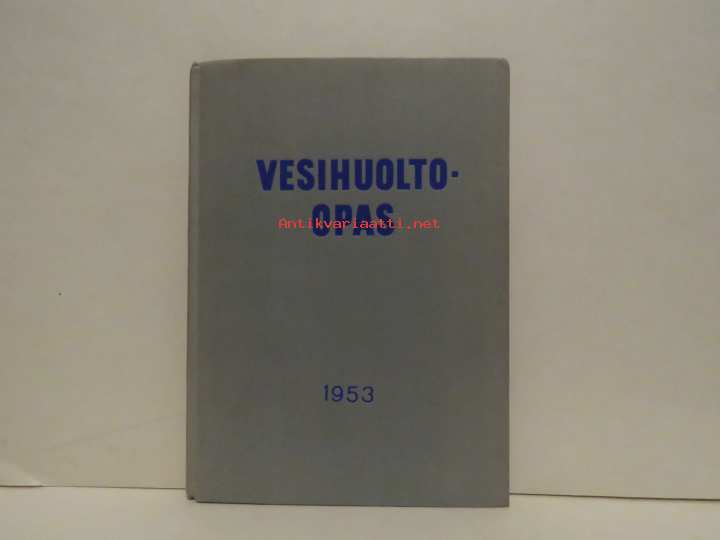 VESIHUOLTO-
OPAS
Antikvariaatti.net
1953